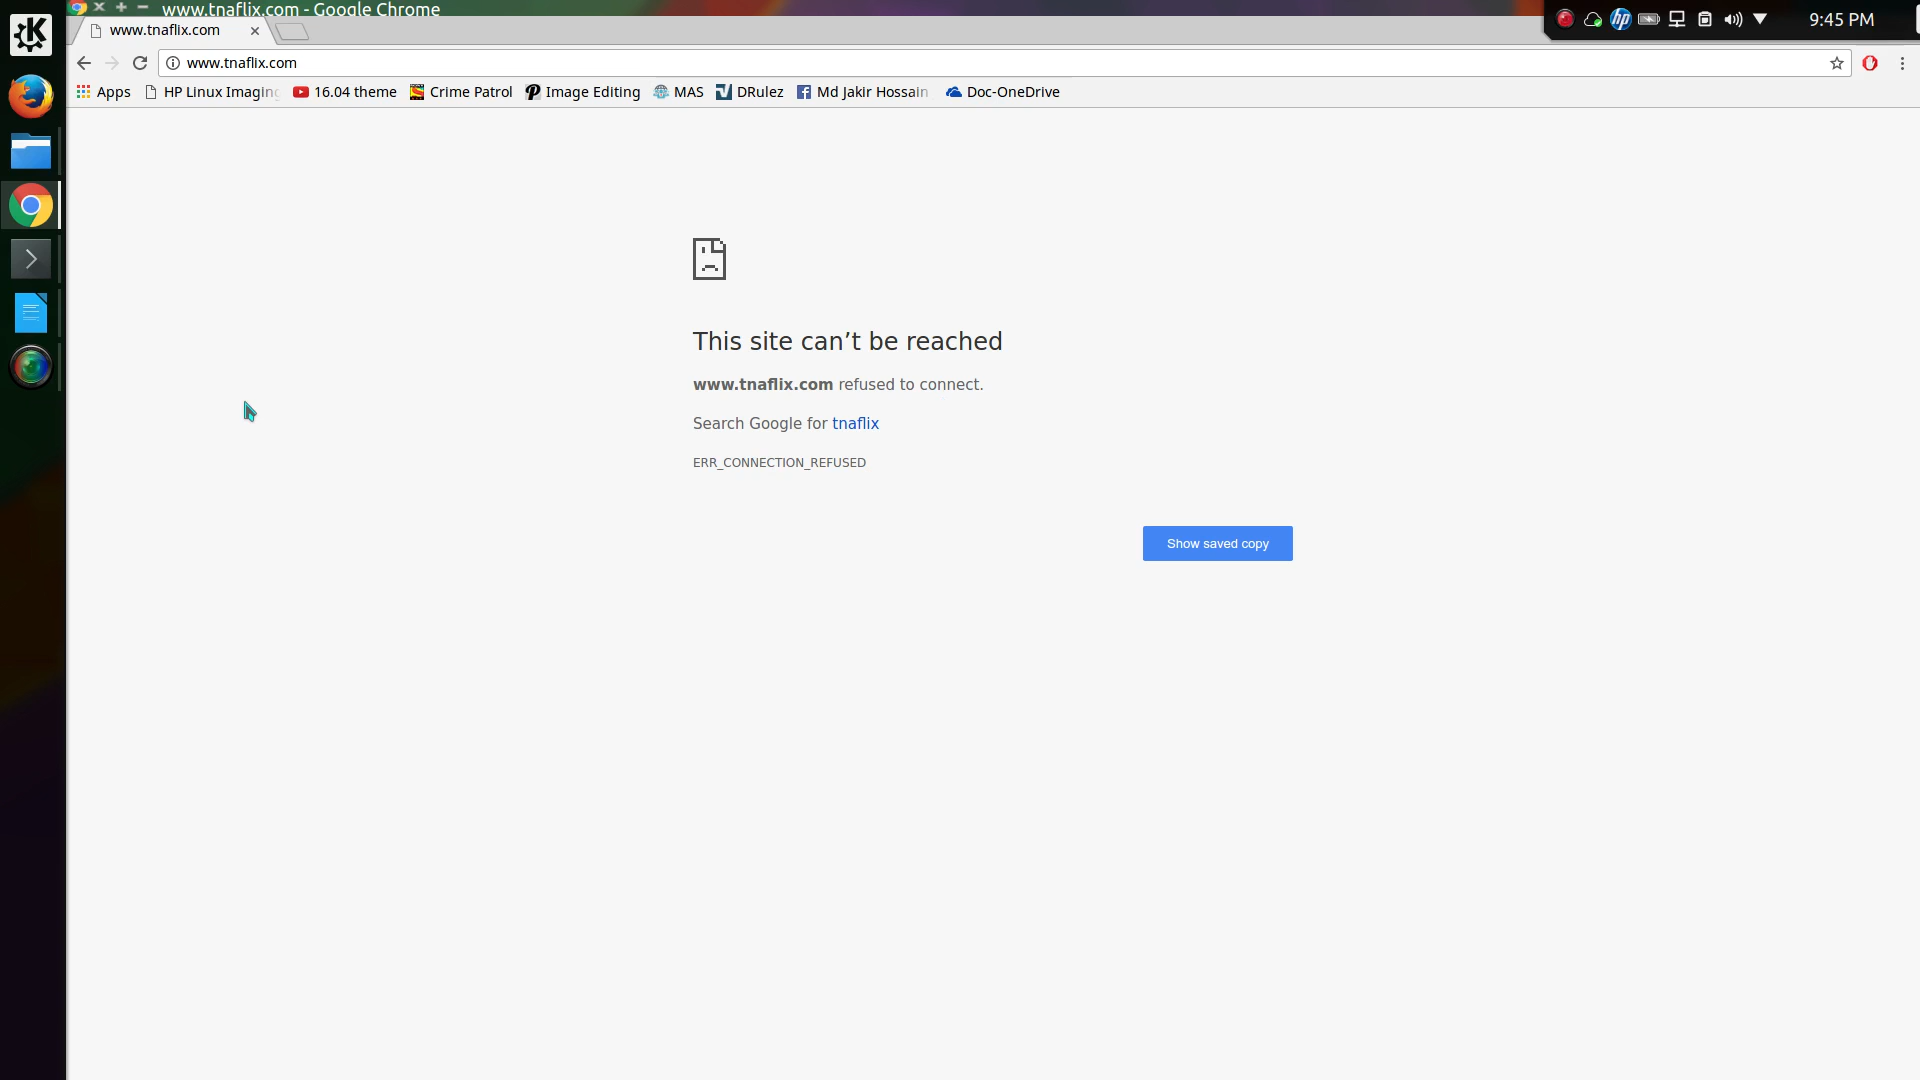 www.tnaflix.com - Google Chrome
9:45 PM
www.tnaflix.com
www.tnaflix.com
Apps HP Linux Imaging 16.04 theme Crime Patrol Image Editing MAS DRulez Md Jakir Hossain Doc-OneDrive
This site can’t be reached
www.tnaflix.com refused to connect.
Search Google for tnaflix
ERR_CONNECTION_REFUSED
Show saved copy